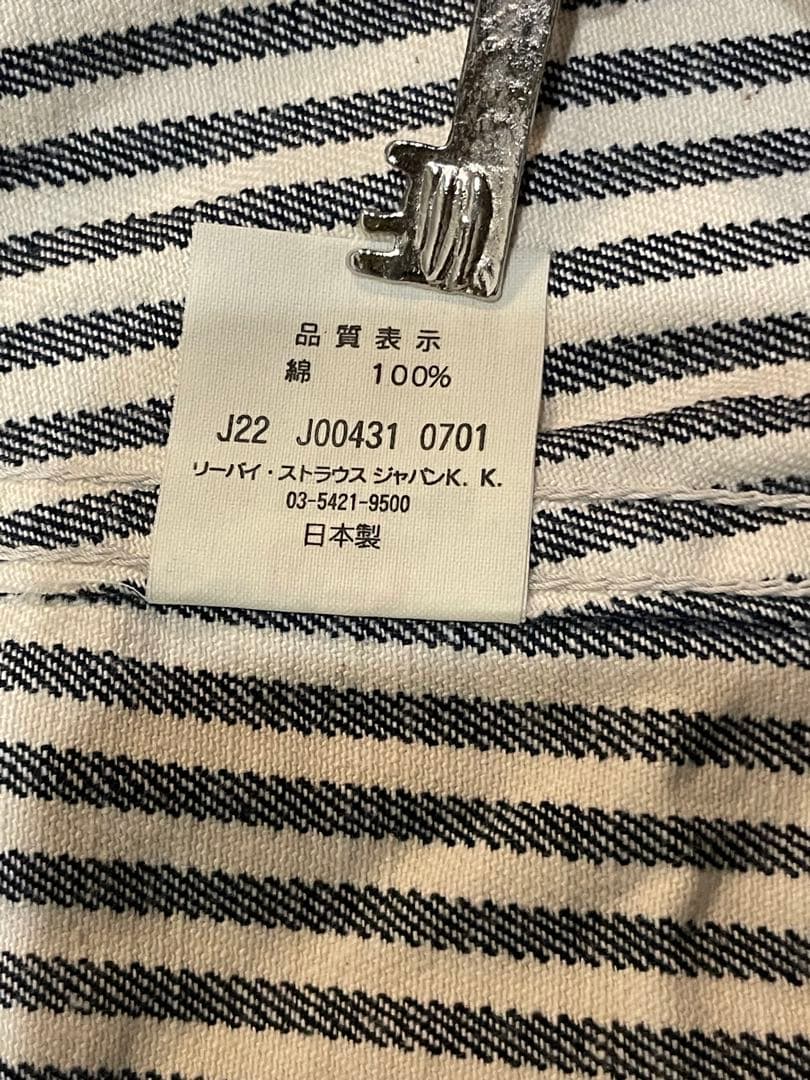 品質表示
綿 100%
J22 J00431 0701
リーバイ・ストラウス ジャパンK. K.
03-5421-9500
日本製